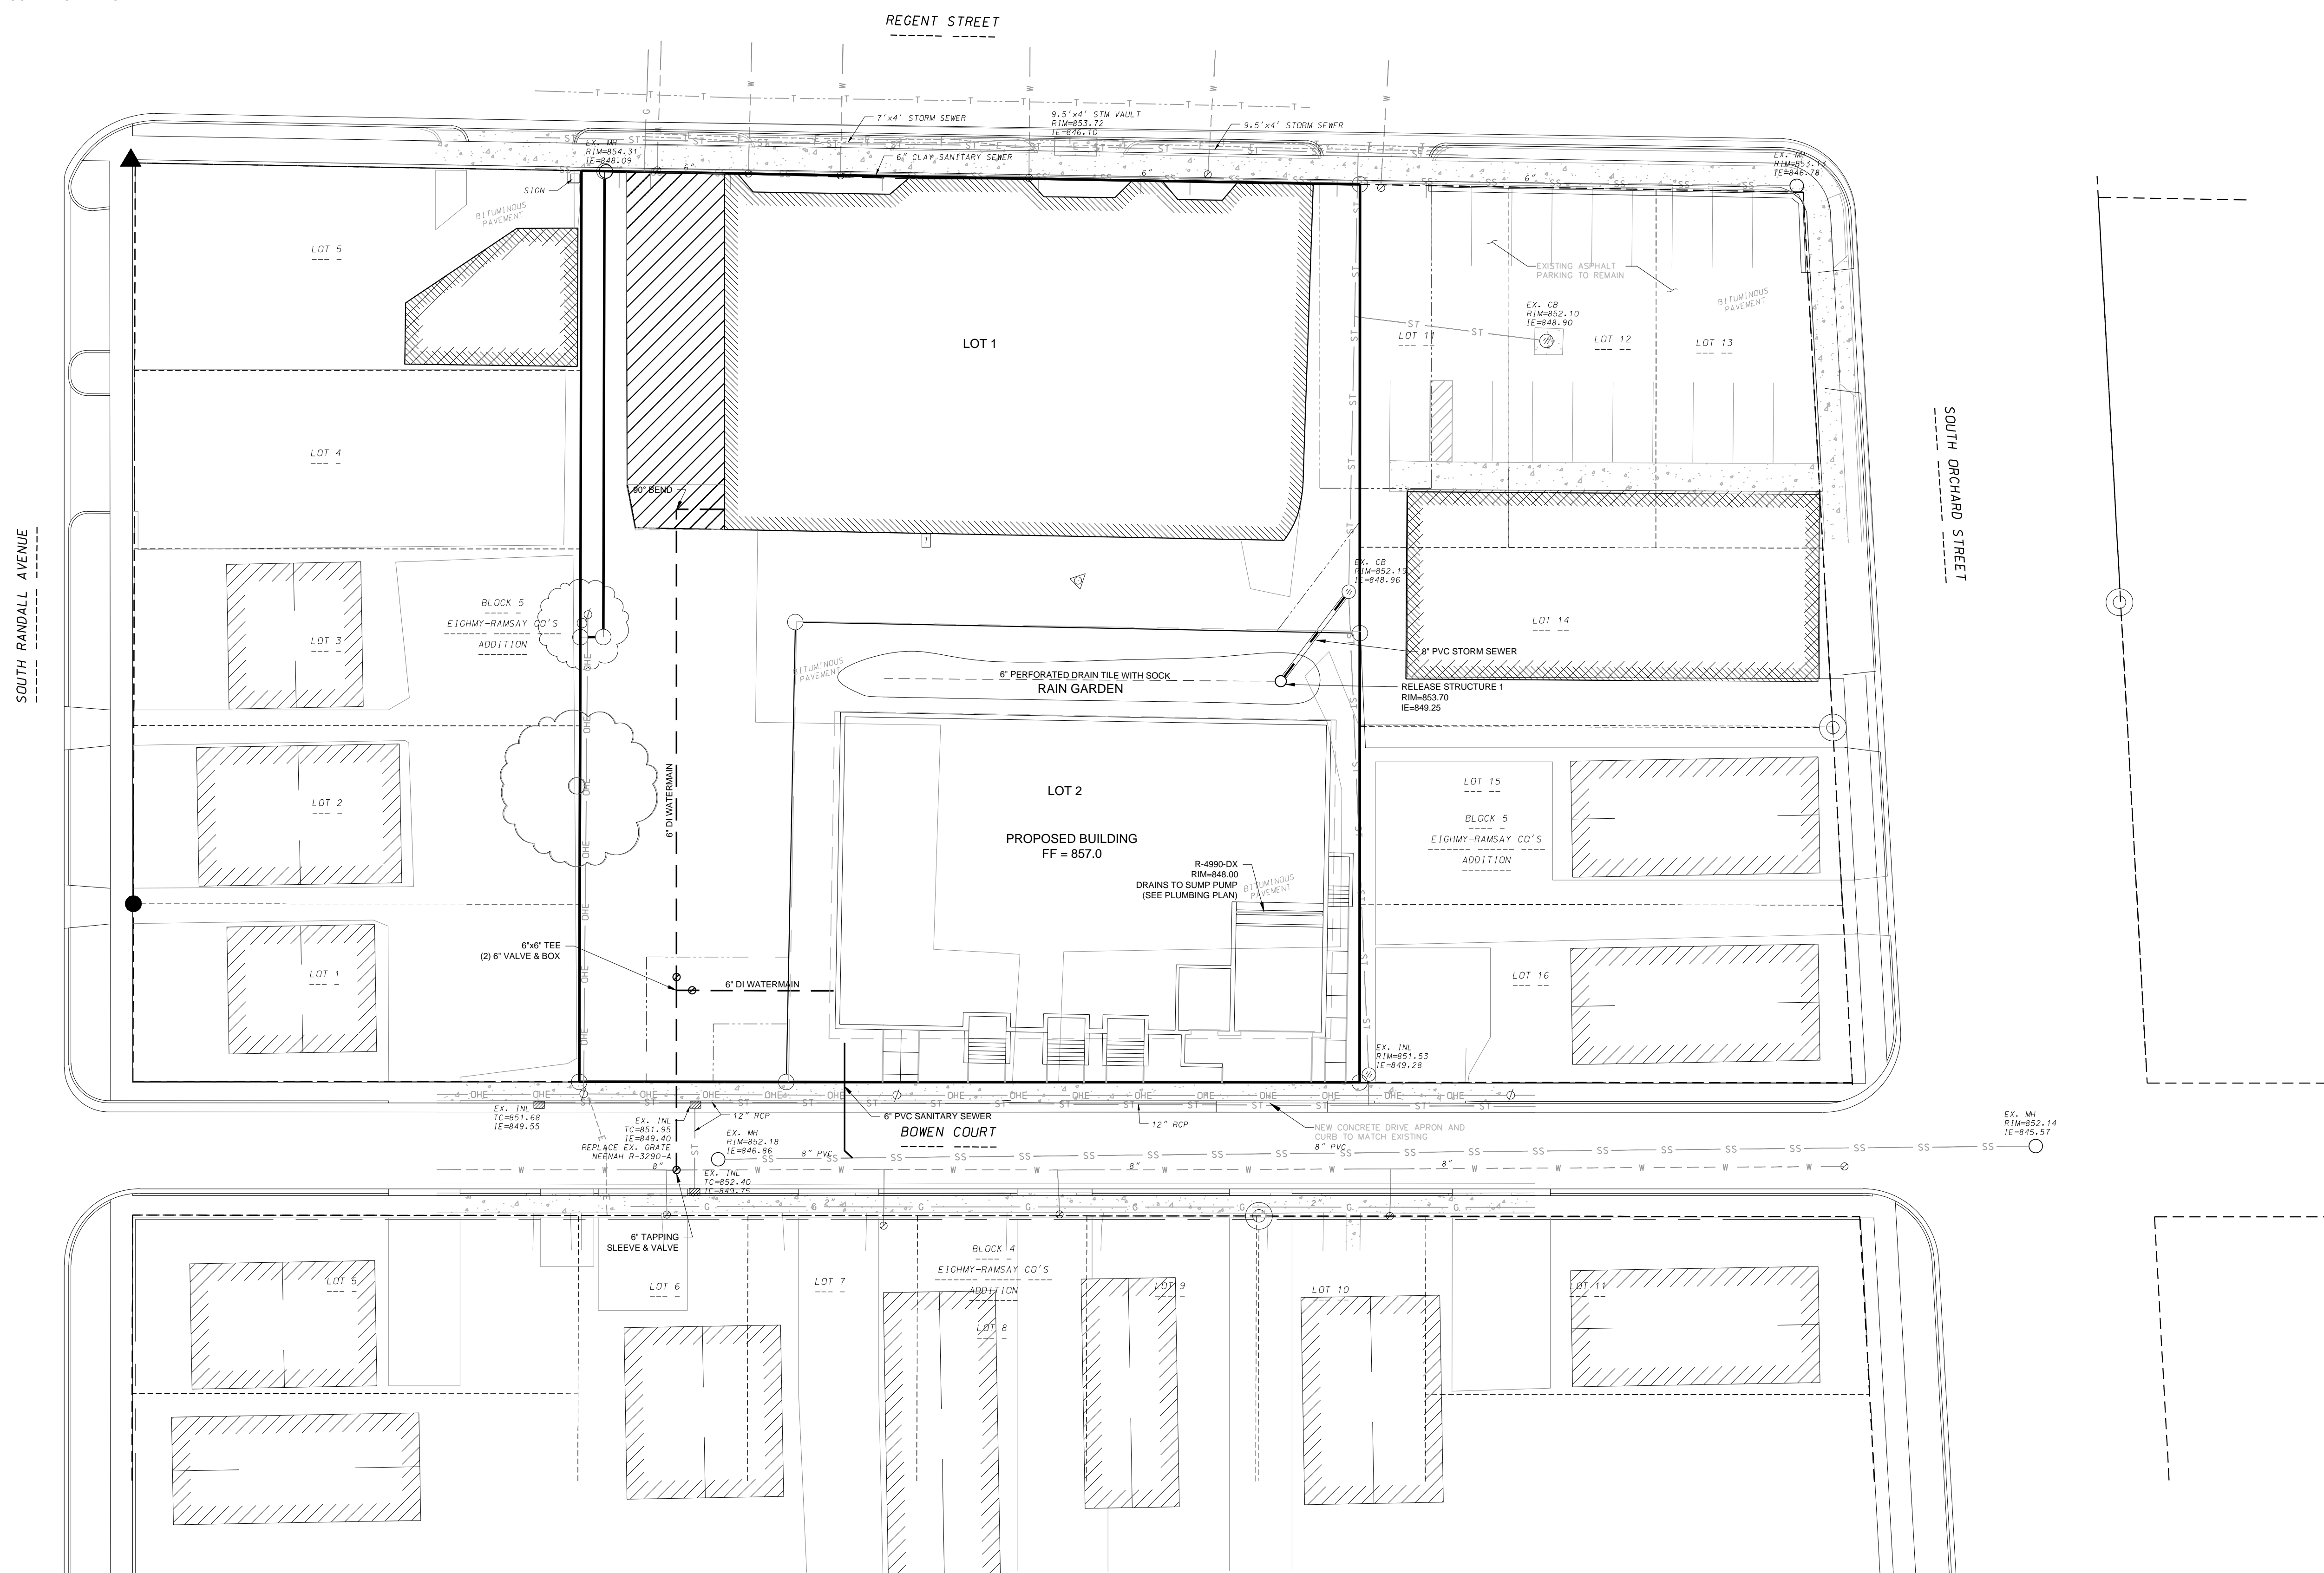 REGENT STREET
7'x4' STORM SEWER
9.5'x4' STM VAULT
RIM=853.72
IE=846.10
9.5'x4' STORM SEWER
EX. MH
RIM=854.31
IE=848.09
6" CLAY SANITARY SEWER
6"
6"
6"
EX. MH
RIM=853.13
IE=846.78
SIGN
BITUMINOUS
PAVEMENT
LOT 5
LOT 1
EXISTING ASPHALT
PARKING TO REMAIN
BITUMINOUS
PAVEMENT
EX. CB
RIM=852.10
IE=848.90
LOT 11
LOT 12
LOT 13
LOT 4
90° BEND
T
SOUTH ORCHARD STREET
SOUTH RANDALL AVENUE
EX. CB
RIM=852.19
IE=848.96
BLOCK 5
EIGHMY-RAMSAY CO'S
ADDITION
LOT 3
LOT 14
8" PVC STORM SEWER
BITUMINOUS
PAVEMENT
6" PERFORATED DRAIN TILE WITH SOCK
RAIN GARDEN
RELEASE STRUCTURE 1
RIM=853.70
IE=849.25
6" DI WATERMAIN
LOT 2
LOT 2
LOT 15
BLOCK 5
EIGHMY-RAMSAY CO'S
ADDITION
PROPOSED BUILDING
FF = 857.0
R-4990-DX
RIM=848.00
DRAINS TO SUMP PUMP
(SEE PLUMBING PLAN)
BITUMINOUS
PAVEMENT
6"x6" TEE
(2) 6" VALVE & BOX
6" DI WATERMAIN
LOT 1
LOT 16
EX. INL
RIM=851.53
IE=849.28
EX. INL
TC=851.68
IE=849.55
EX. INL
TC=851.95
IE=849.40
REPLACE EX. GRATE
NEENAH R-3290-A
12" RCP
6" PVC SANITARY SEWER
BOWEN COURT
12" RCP
NEW CONCRETE DRIVE APRON AND
CURB TO MATCH EXISTING
EX. MH
RIM=852.18
IE=846.86
8" PVC
8" PVC
EX. MH
RIM=852.14
IE=845.57
8"
8"
8"
EX. INL
TC=852.40
IE=849.75
2"
2"
6" TAPPING
SLEEVE & VALVE
BLOCK 4
EIGHMY-RAMSAY CO'S
ADDITION
LOT 5
LOT 6
LOT 7
LOT 8
LOT 9
LOT 10
LOT 11